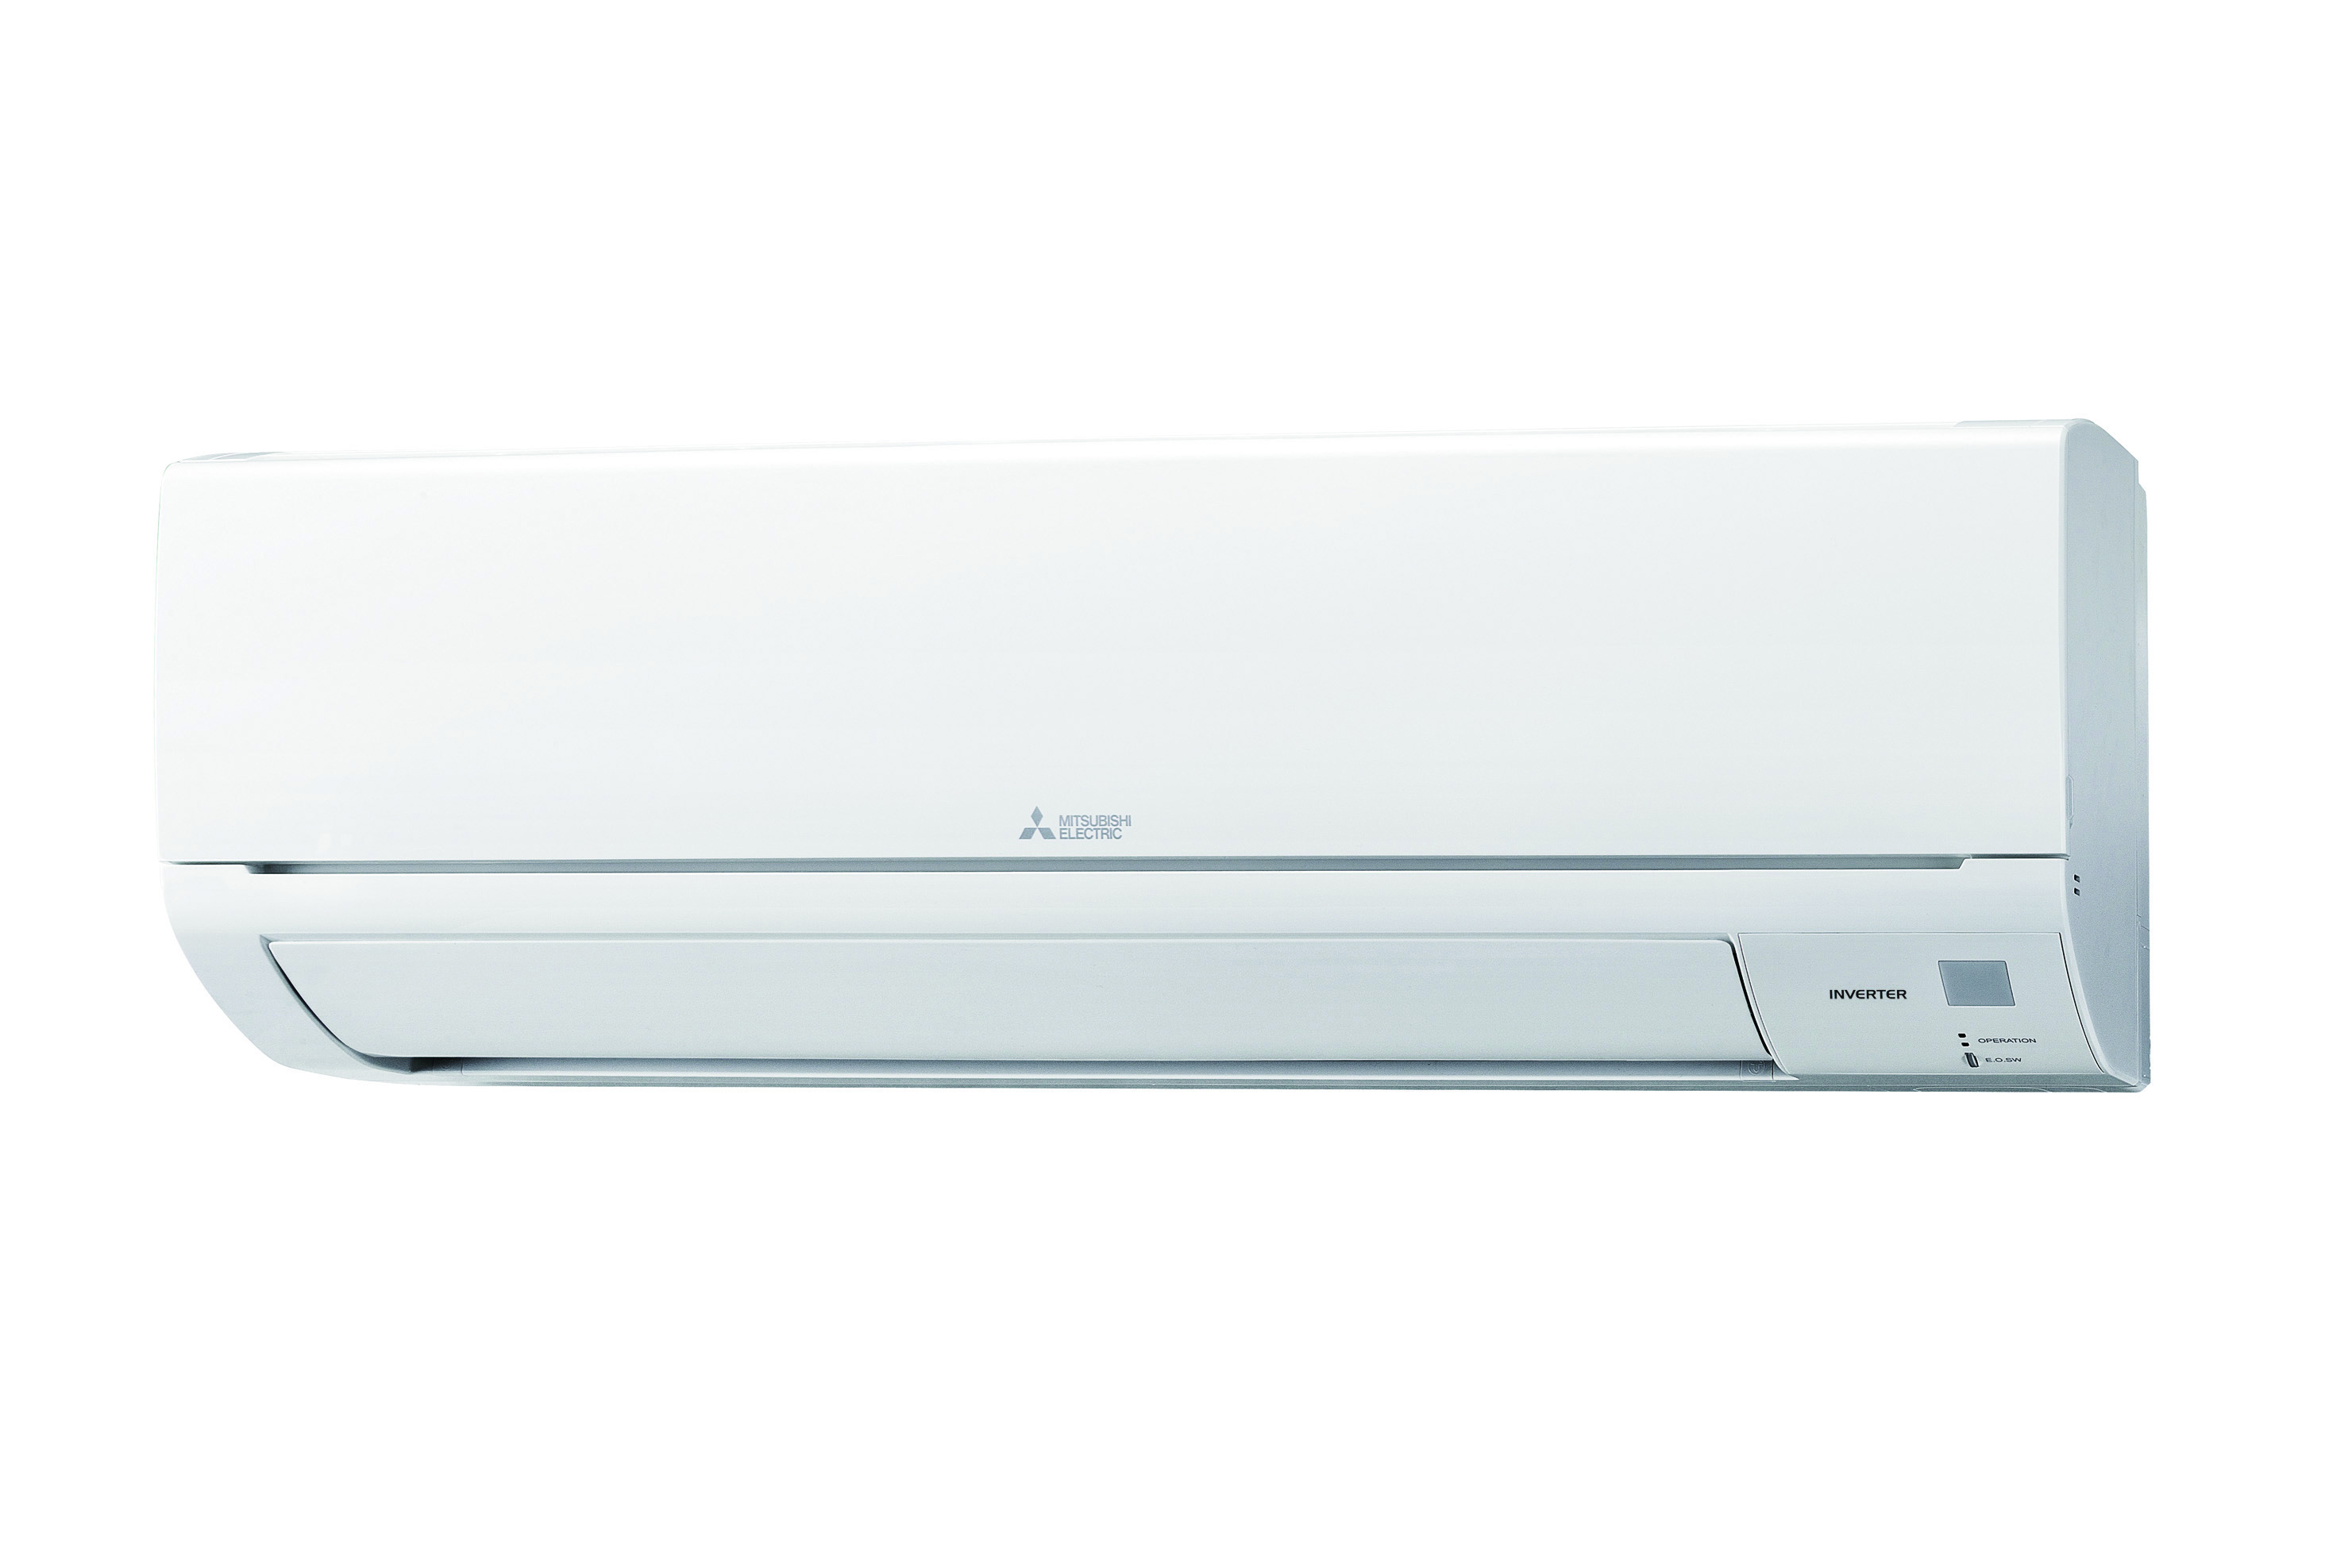 MITSUBISHI
ELECTRIC
INVERTER
OPERATION
E.O.SW